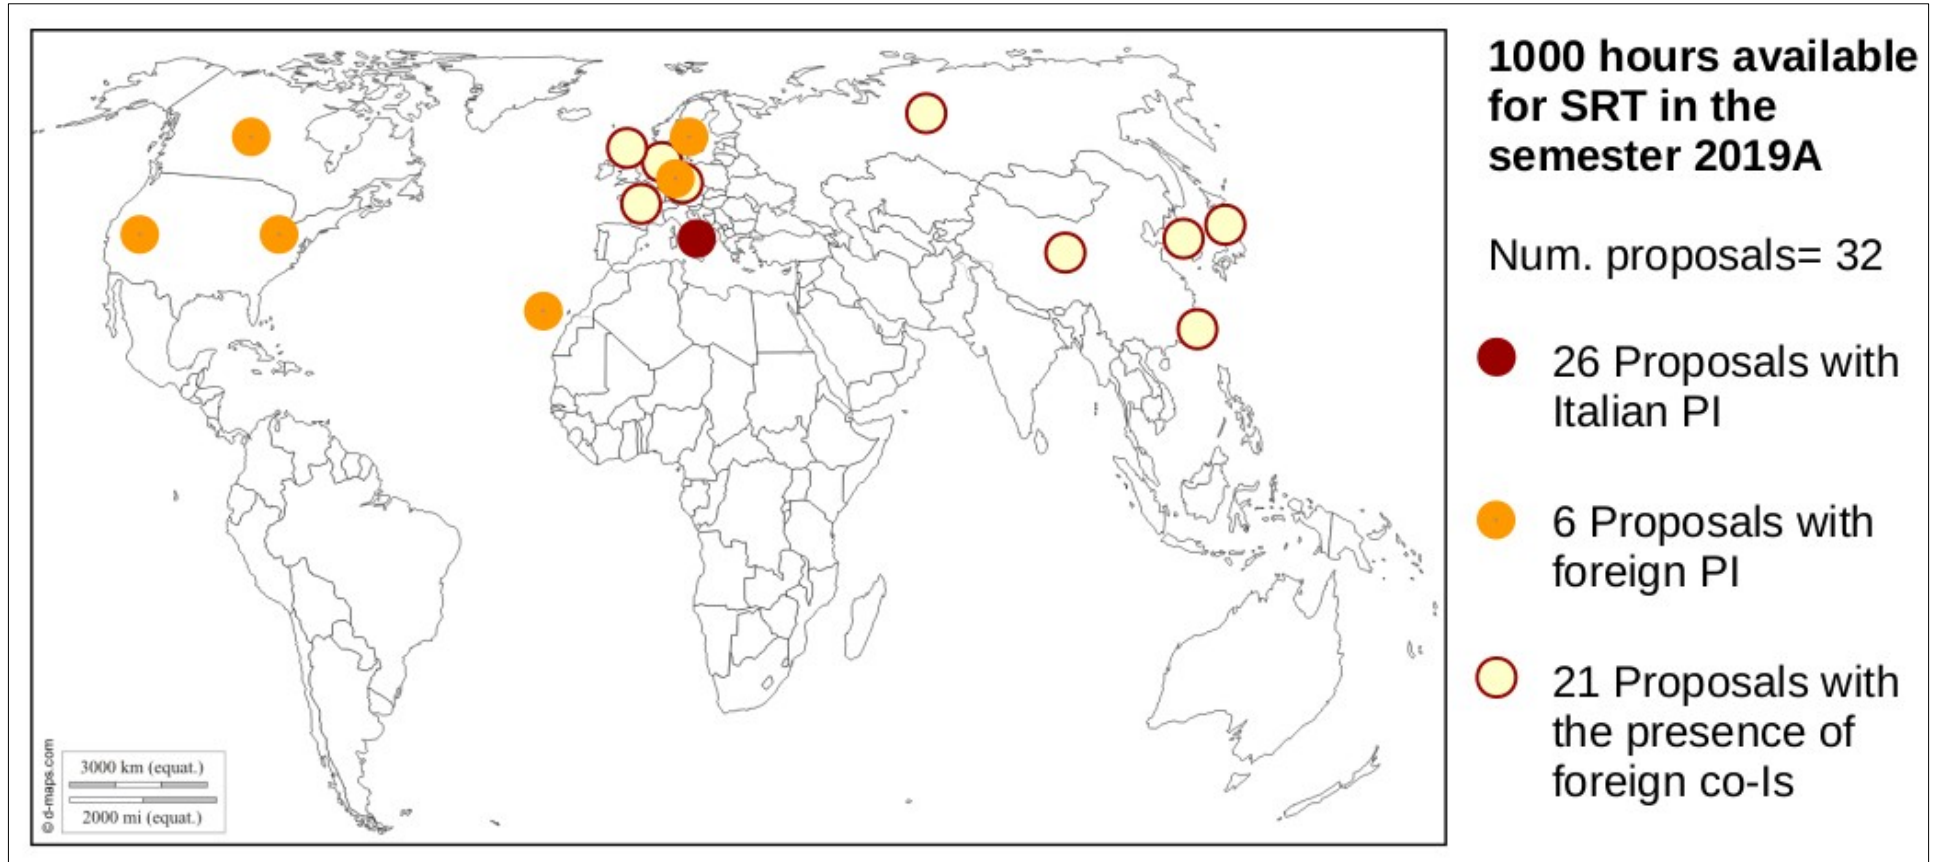 1000 hours available
for SRT in the
semester 2019A
Num. proposals= 32
26 Proposals with
Italian PI
6 Proposals with
foreign PI
21 Proposals with
the presence of
foreign co-Is
© d-maps.com
3000 km (equat.)
2000 mi (equat.)